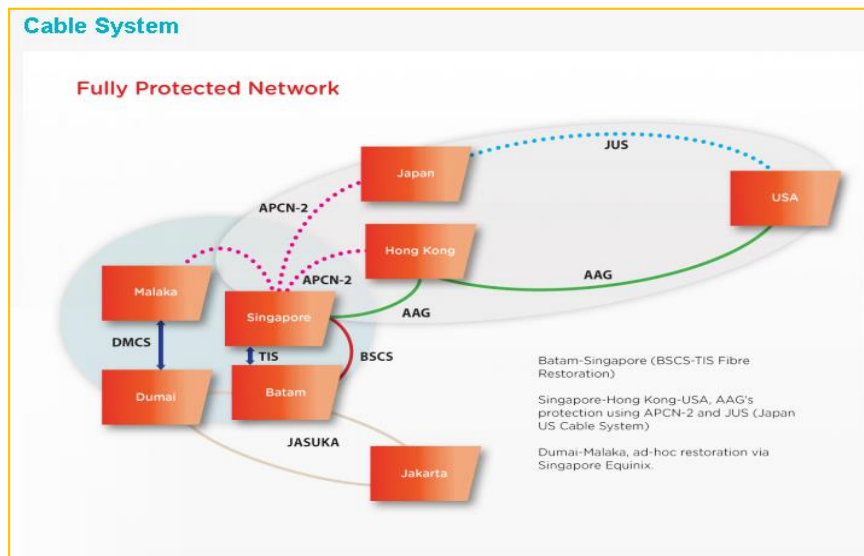 Cable System
Fully Protected Network
JUS
Japan
USA
APCN-2
Hong Kong
Malaka
APCN-2
AAG
Singapore
AAG
DMCS
TIS
BSCS
Dumai
Batam
JASUKA
Jakarta
Batam-Singapore (BSCS-TIS Fibre
Restoration)
Singapore-Hong Kong-USA, AAG's
protection using APCN-2 and JUS (Japan
US Cable System)
Dumai-Malaka, ad-hoc restoration via
Singapore Equinix.